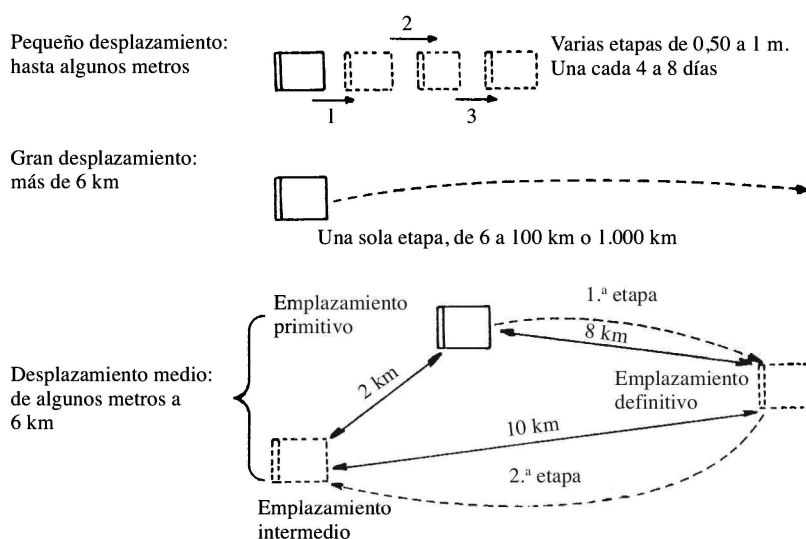 Pequeño desplazamiento:
hasta algunos metros
2
1
3
Varias etapas de 0,50 a 1 m.
Una cada 4 a 8 días
Gran desplazamiento:
más de 6 km
Una sola etapa, de 6 a 100 km o 1.000 km
Desplazamiento medio:
de algunos metros a
6 km
Emplazamiento
primitivo
1.ª etapa
8 km
2 km
Emplazamiento
definitivo
10 km
2.ª etapa
Emplazamiento
intermedio